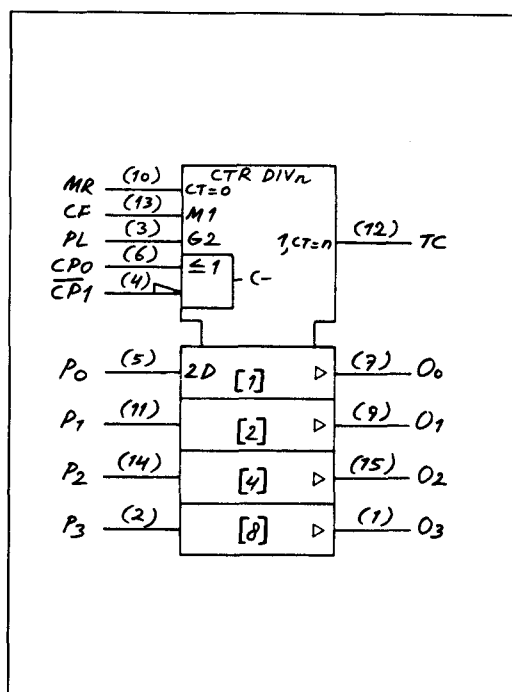 CTR DIVn
MR (10) CT=0
CF (13) M1
PL (3) G2 1,CT=n (12) TC
CP0 (6) ≤1
CP1 (4) C-
P0 (5) 2D [1] ▷ (7) O0
P1 (11) [2] ▷ (9) O1
P2 (14) [4] ▷ (15) O2
P3 (2) [8] ▷ (1) O3